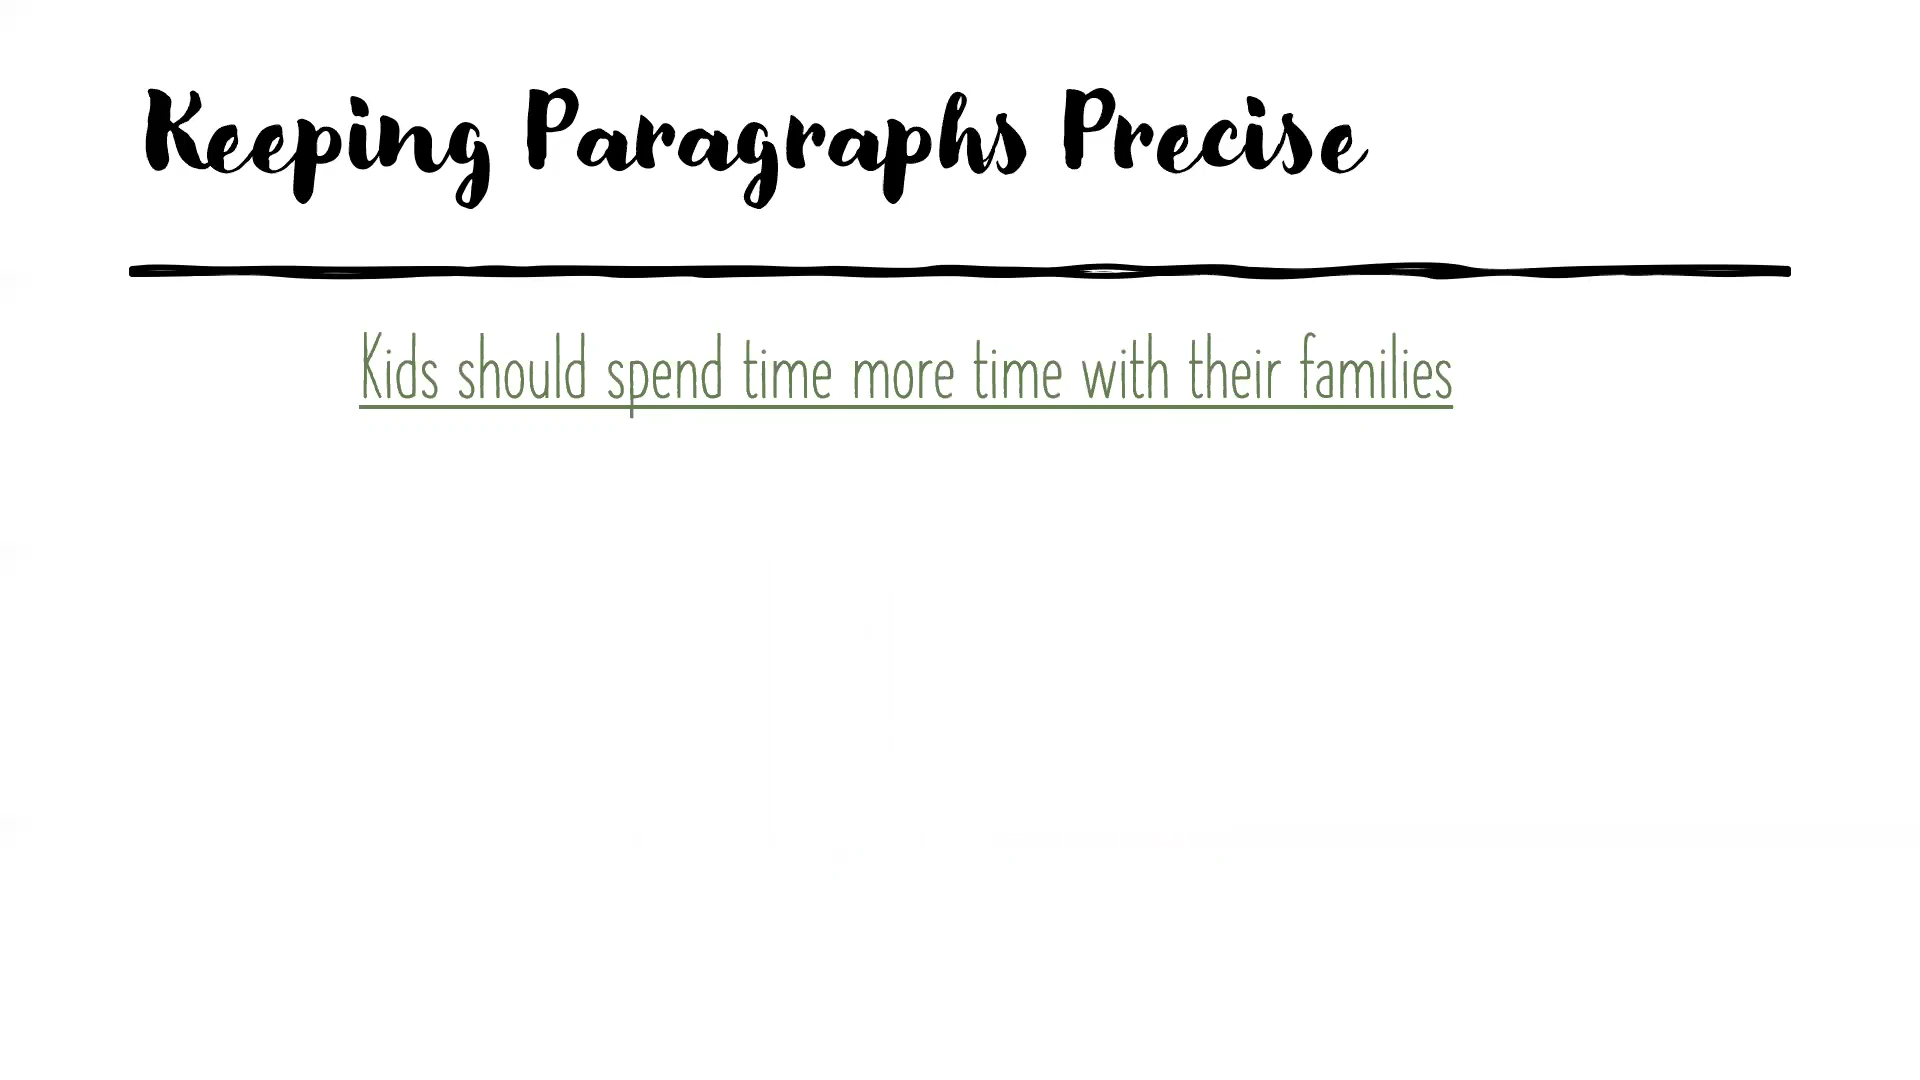 Keeping Paragraphs Precise
Kids should spend time more time with their families